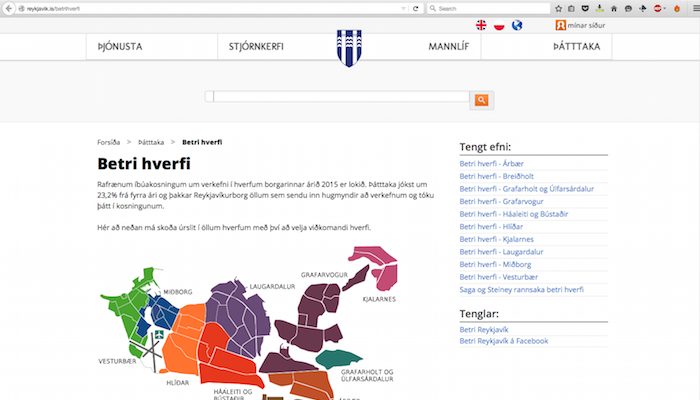 reykjavik.is/betrihverfi
Search
mínar síður
ÞJÓNUSTA
STJÓRNKERFI
MANNLÍF
ÞÁTTTAKA
Forsíða > Þátttaka > Betri hverfi
Betri hverfi
Rafrænum íbúakosningum um verkefni í hverfum borgarinnar árið 2015 er lokið. Þátttaka jókst um
23,2% frá fyrra ári og þakkar Reykjavíkurborg öllum sem sendu inn hugmyndir að verkefnum og tóku
þátt í kosningunum.
Hér að neðan má skoða úrslit í öllum hverfum með því að velja viðkomandi hverfi.
GRAFARVOGUR
LAUGARDALUR
MIÐBORG
KJALARNES
VESTURBÆR
HLÍÐAR
GRAFARHOLT OG
ÚLFARSÁRDALUR
HÁALEITI OG
BÚSTAÐIR
Tengt efni:
Betri hverfi - Árbær
Betri hverfi - Breiðholt
Betri hverfi - Grafarholt og Úlfarsárdalur
Betri hverfi - Grafarvogur
Betri hverfi - Háaleiti og Bústaðir
Betri hverfi - Hlíðar
Betri hverfi - Kjalarnes
Betri hverfi - Laugardalur
Betri hverfi - Miðborg
Betri hverfi - Vesturbær
Saga og Steiney rannsaka betri hverfi
Tenglar:
Betri Reykjavík
Betri Reykjavík á Facebook